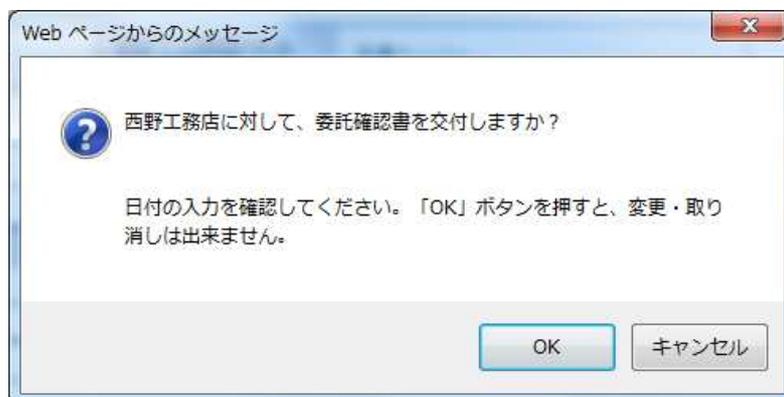 Web ページからのメッセージ
西野工務店に対して、委託確認書を交付しますか？
日付の入力を確認してください。「OK」ボタンを押すと、変更・取り
消しは出来ません。
OK
キャンセル